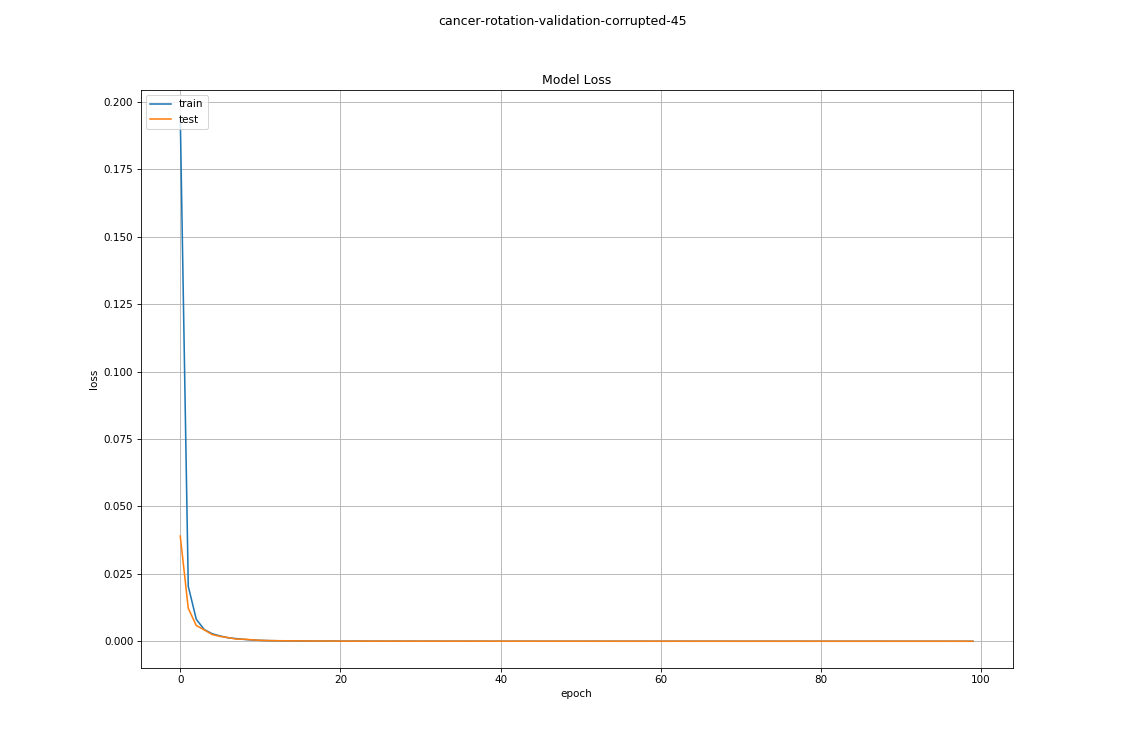 cancer-rotation-validation-corrupted-45
Model Loss
train
test
0.200
0.175
0.150
0.125
0.100
0.075
0.050
0.025
0.000
loss
0 20 40 60 80 100
epoch